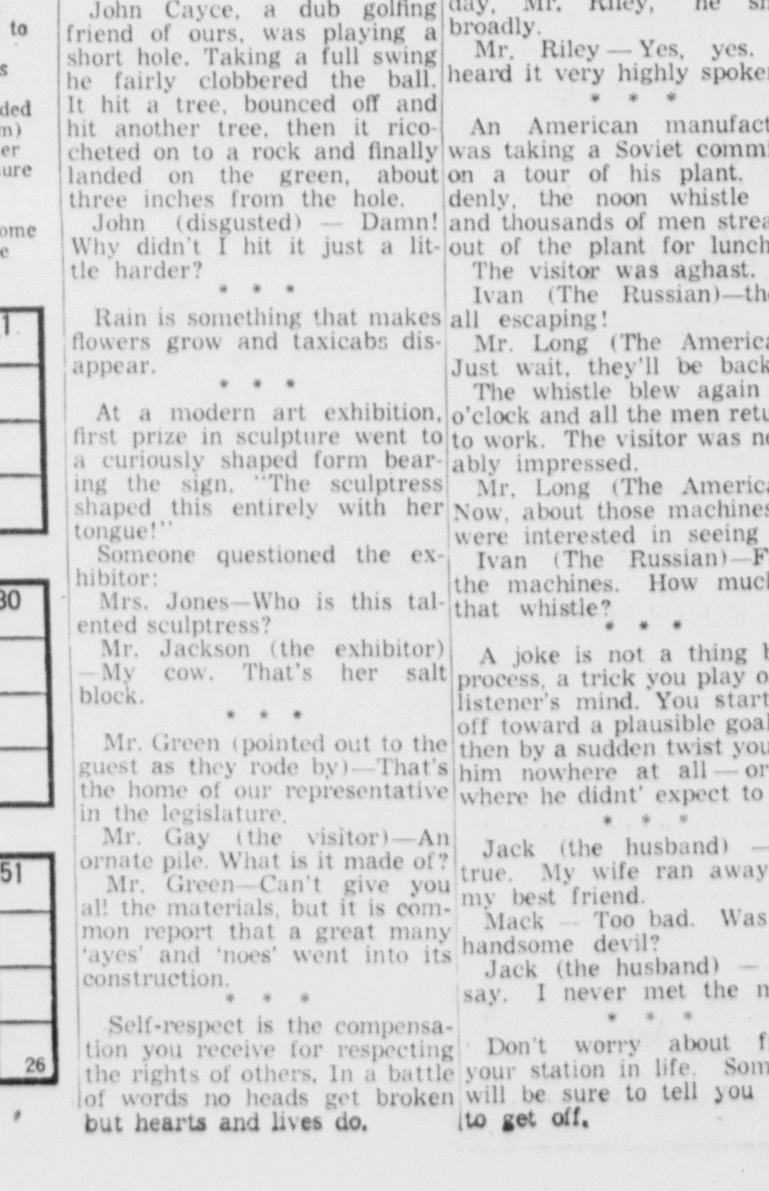 to
s
ded
m)
er
sure
ome
e
1
30
51
26
John Cayce, a dub golfing
friend of ours, was playing a
short hole. Taking a full swing
he fairly clobbered the ball.
It hit a tree, bounced off and
hit another tree, then it rico-
cheted on to a rock and finally
landed on the green, about
three inches from the hole.
John (disgusted) — Damn!
Why didn't I hit it just a lit-
tle harder?
* * *
Rain is something that makes
flowers grow and taxicabs dis-
appear.
* * *
At a modern art exhibition,
first prize in sculpture went to
a curiously shaped form bear-
ing the sign, "The sculptress
shaped this entirely with her
tongue!"
Someone questioned the ex-
hibitor:
Mrs. Jones—Who is this tal-
ented sculptress?
Mr. Jackson (the exhibitor)
—My cow. That's her salt
block.
* * *
Mr. Green (pointed out to the
guest as they rode by)—That's
the home of our representative
in the legislature.
Mr. Gay (the visitor)—An
ornate pile. What is it made of?
Mr. Green—Can't give you
all the materials, but it is com-
mon report that a great many
'ayes' and 'noes' went into its
construction.
* * *
Self-respect is the compensa-
tion you receive for respecting
the rights of others. In a battle
of words no heads get broken
but hearts and lives do.
day, Mr. Riley," he
broadly.
Mr. Riley — Yes, yes.
heard it very highly spoke
* * *
An American manufact
was taking a Soviet comm
on a tour of his plant.
denly, the noon whistle
and thousands of men strea
out of the plant for lunch
The visitor was aghast.
Ivan (The Russian)—the
all escaping!
Mr. Long (The America
Just wait, they'll be back
The whistle blew again
o'clock and all the men retu
to work. The visitor was no
ably impressed.
Mr. Long (The America
Now, about those machines
were interested in seeing
Ivan (The Russian)—F
the machines. How much
that whistle?
* * *
A joke is not a thing b
process, a trick you play o
listener's mind. You start
off toward a plausible goal
then by a sudden twist you
him nowhere at all — or
where he didnt' expect to
* * *
Jack (the husband) —
true. My wife ran away
my best friend.
Mack — Too bad. Was
handsome devil?
Jack (the husband) —
say. I never met the n
* * *
Don't worry about f
your station in life. Som
will be sure to tell you
to get off.